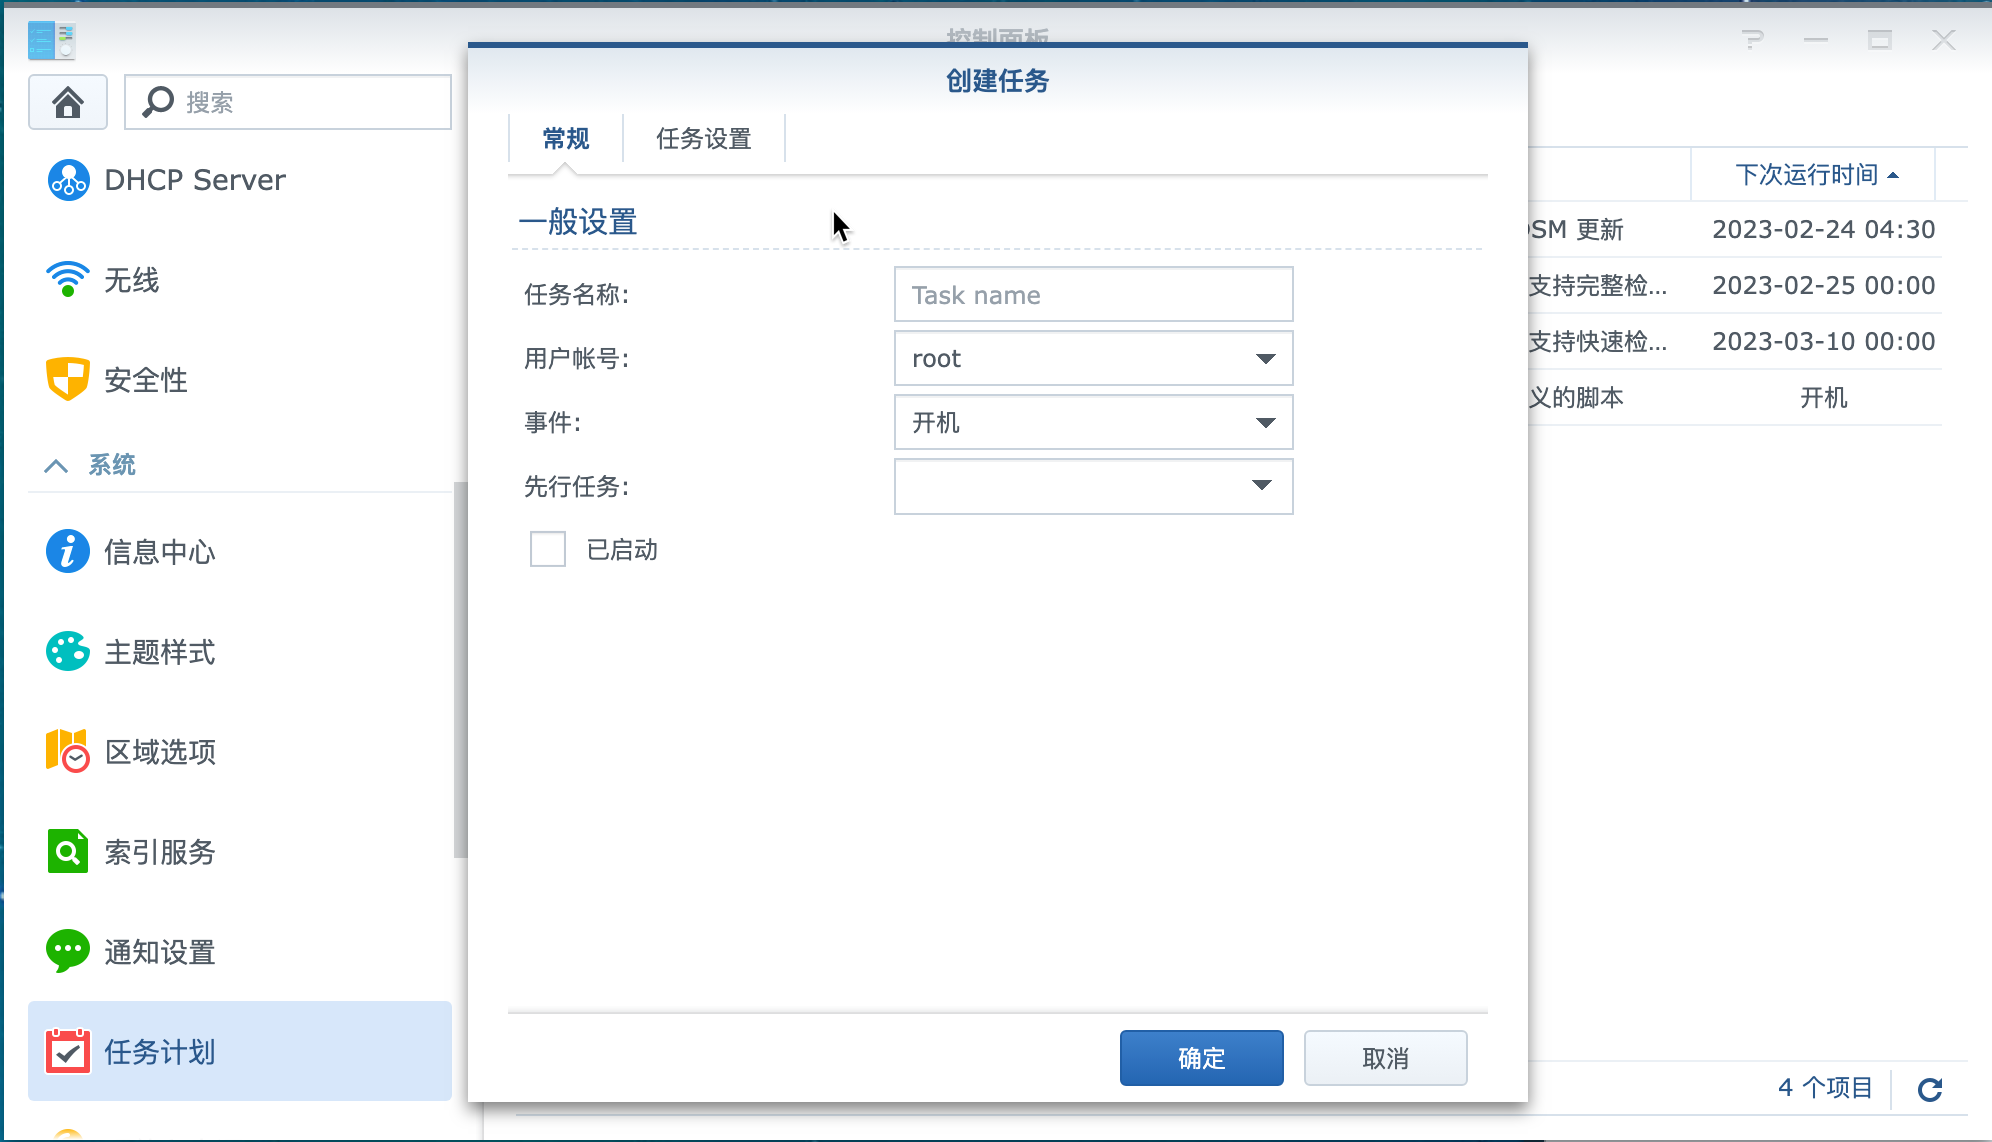 控制面板
搜索
DHCP Server
无线
安全性
系统
信息中心
主题样式
区域选项
索引服务
通知设置
任务计划
创建任务
常规
任务设置
一般设置
任务名称:
Task name
用户帐号:
root
事件:
开机
先行任务:
已启动
确定
取消
下次运行时间
SM 更新
2023-02-24 04:30
支持完整检...
2023-02-25 00:00
支持快速检...
2023-03-10 00:00
义的脚本
开机
4 个项目